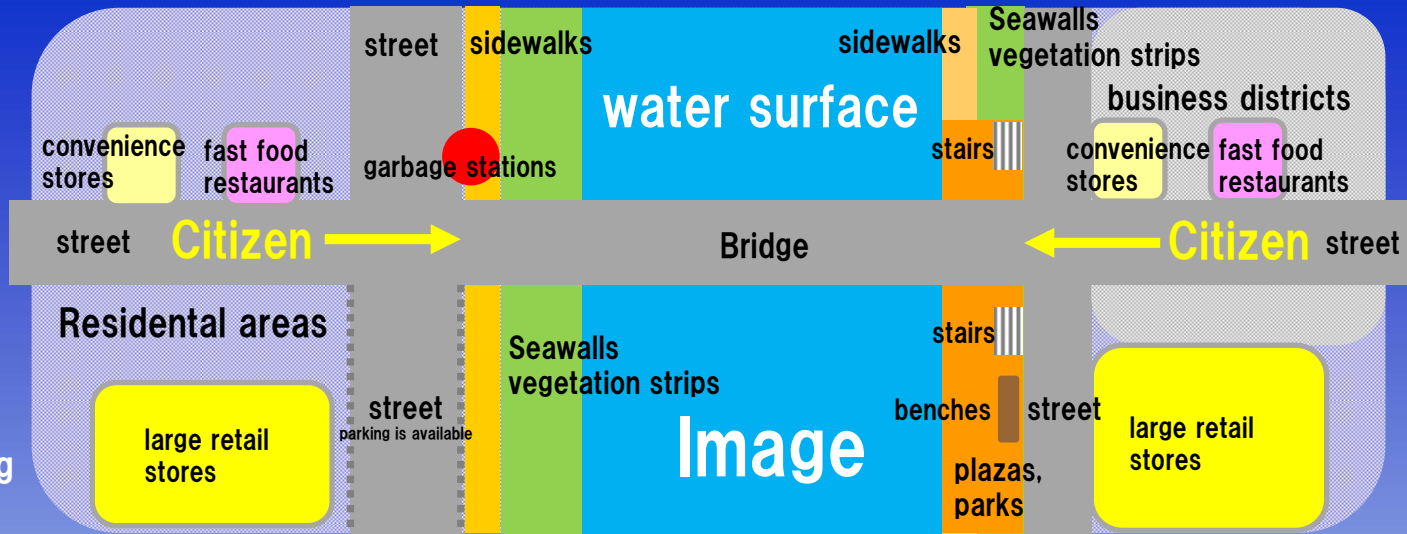 street
sidewalks
sidewalks
Seawalls
vegetation strips
water surface
business districts
convenience
stores
fast food
restaurants
garbage stations
stairs
convenience
stores
fast food
restaurants
street
Citizen
Bridge
Citizen
street
Residental areas
stairs
Seawalls
vegetation strips
street
parking is available
benches
street
large retail
stores
Image
large retail
stores
plazas,
parks
g